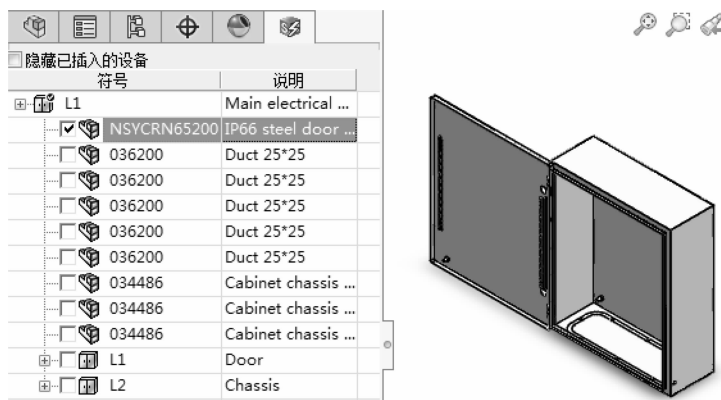 隐藏已插入的设备
符号 说明
L1 Main electrical ...
NSYCRN65200 IP66 steel door ...
036200 Duct 25*25
036200 Duct 25*25
036200 Duct 25*25
036200 Duct 25*25
036200 Duct 25*25
034486 Cabinet chassis ...
034486 Cabinet chassis ...
034486 Cabinet chassis ...
L1 Door
L2 Chassis